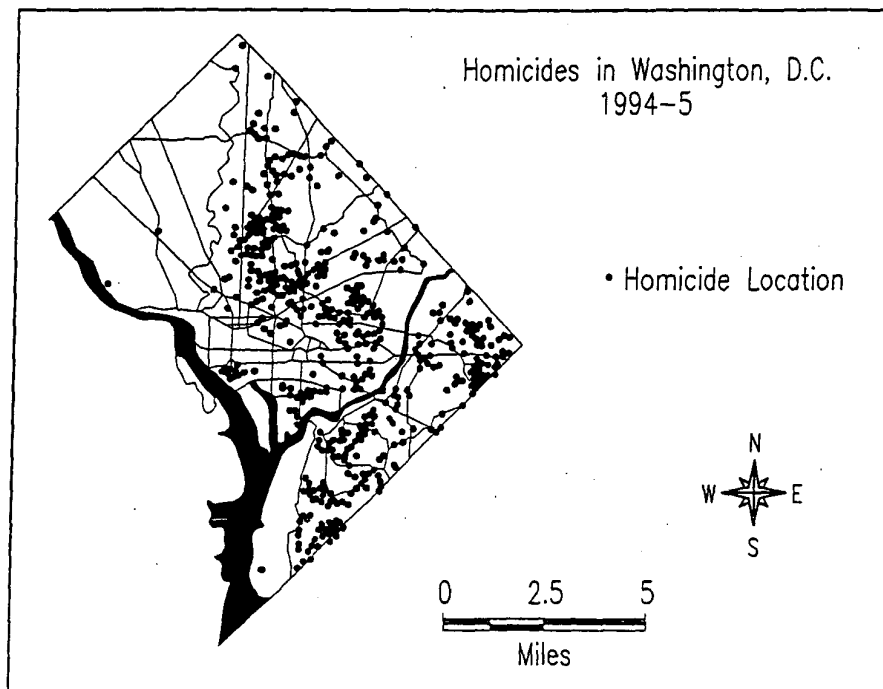 Homicides in Washington, D.C.
1994-5
• Homicide Location
N
W E
S
0 2.5 5
Miles